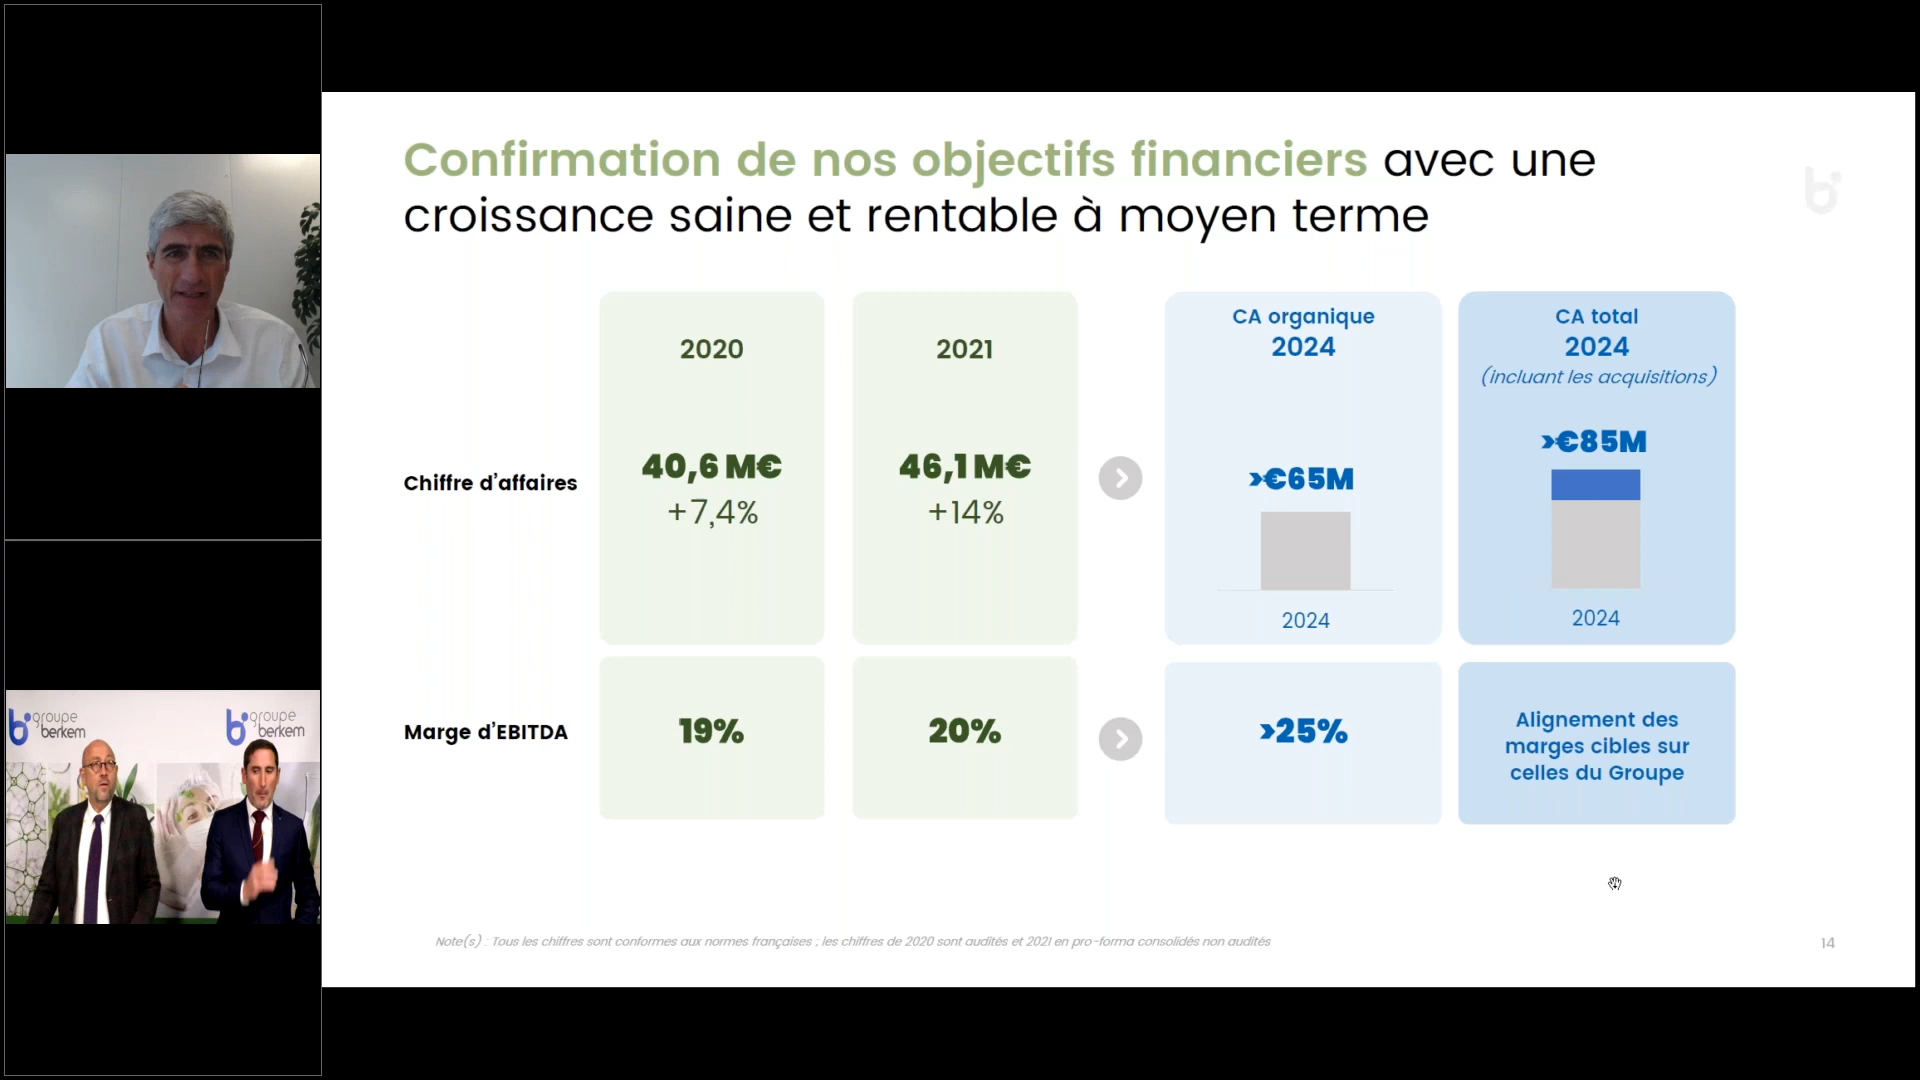 Confirmation de nos objectifs financiers avec une
croissance saine et rentable à moyen terme
2020
2021
CA organique
2024
CA total
2024
(incluant les acquisitions)
Chiffre d'affaires
40,6 M€
+7,4%
46,1 M€
+14%
>€65M
2024
>€85M
2024
Marge d'EBITDA
19%
20%
>25%
Alignement des
marges cibles sur
celles du Groupe
Note(s) : Tous les chiffres sont conformes aux normes françaises ; les chiffres de 2020 sont audités et 2021 en pro-forma consolidés non audités
14
groupe
berkem
groupe
berkem